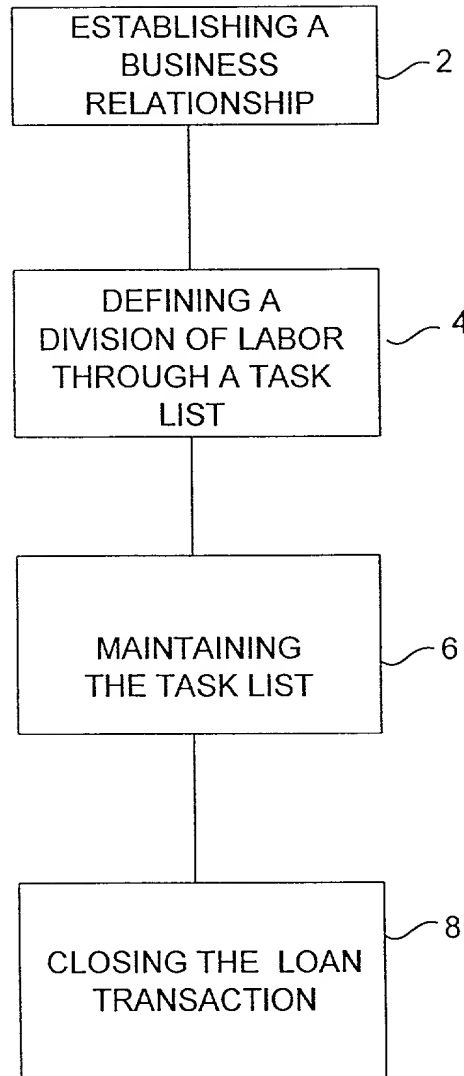 ESTABLISHING A
BUSINESS
RELATIONSHIP
2
DEFINING A
DIVISION OF LABOR
THROUGH A TASK
LIST
4
MAINTAINING
THE TASK LIST
6
CLOSING THE LOAN
TRANSACTION
8